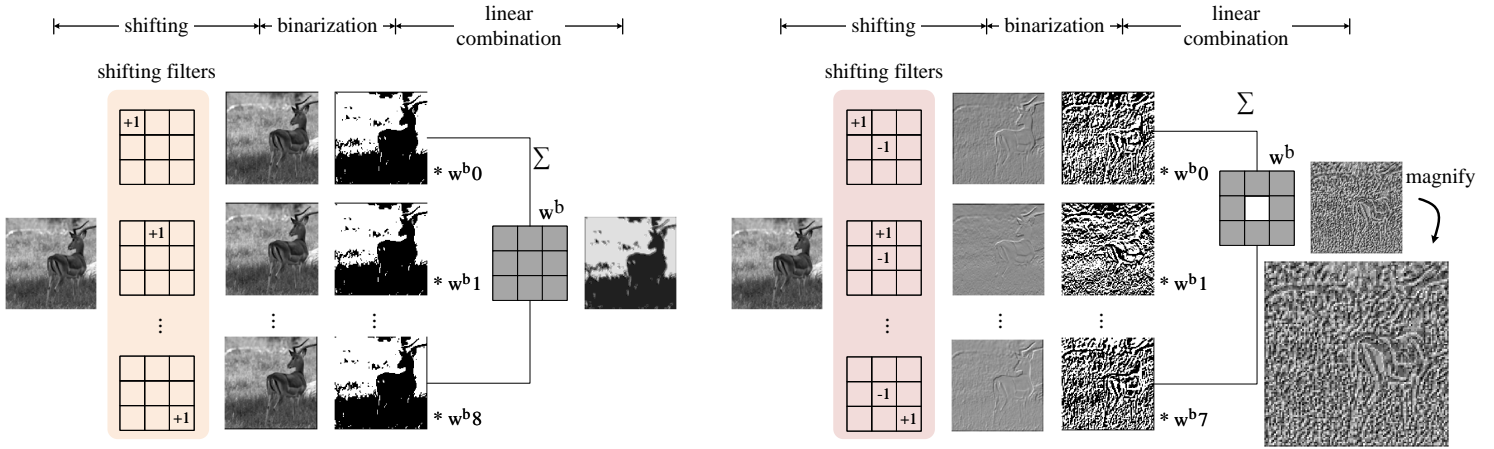 shifting
binarization
linear
combination
shifting filters
+1
* wᵇ0
+1
* wᵇ1
∑
wᵇ
⋮
⋮
⋮
+1
* wᵇ8
shifting
binarization
linear
combination
shifting filters
+1
-1
* wᵇ0
+1
-1
* wᵇ1
∑
wᵇ
magnify
⋮
⋮
⋮
-1
+1
* wᵇ7